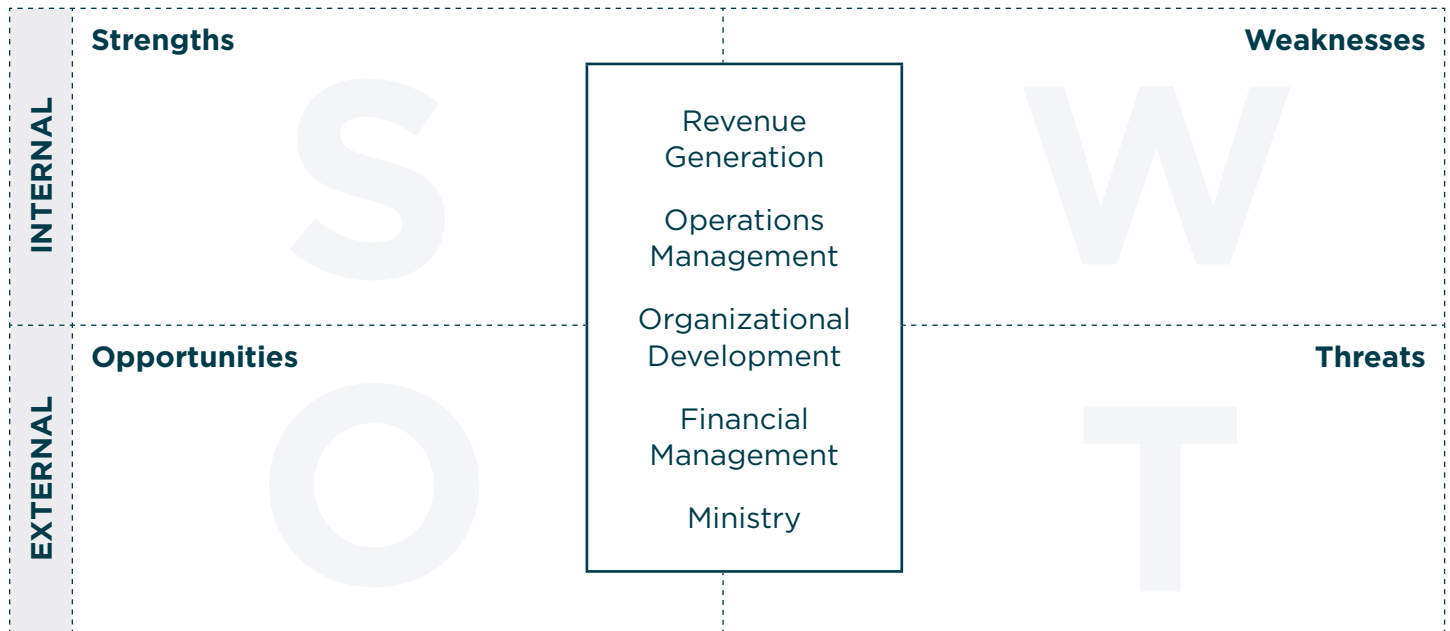 INTERNAL
Strengths
S
Weaknesses
W
Revenue
Generation
Operations
Management
Organizational
Development
Financial
Management
Ministry
EXTERNAL
Opportunities
O
Threats
T